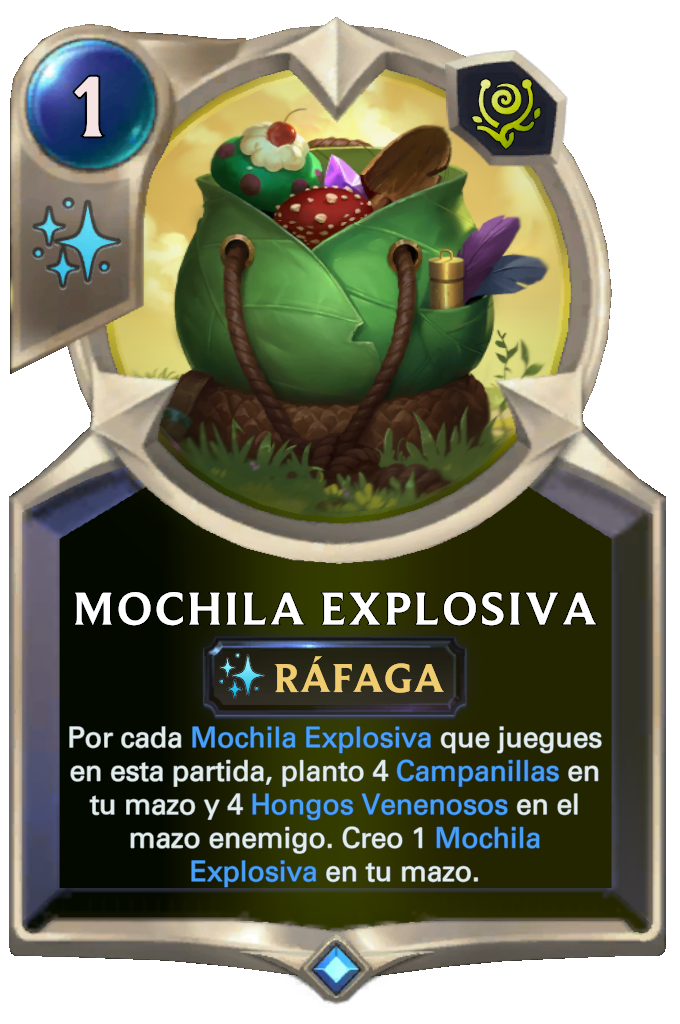 1
MOCHILA EXPLOSIVA
RÁFAGA
Por cada Mochila Explosiva que juegues
en esta partida, planto 4 Campanillas en
tu mazo y 4 Hongos Venenosos en el
mazo enemigo. Creo 1 Mochila
Explosiva en tu mazo.